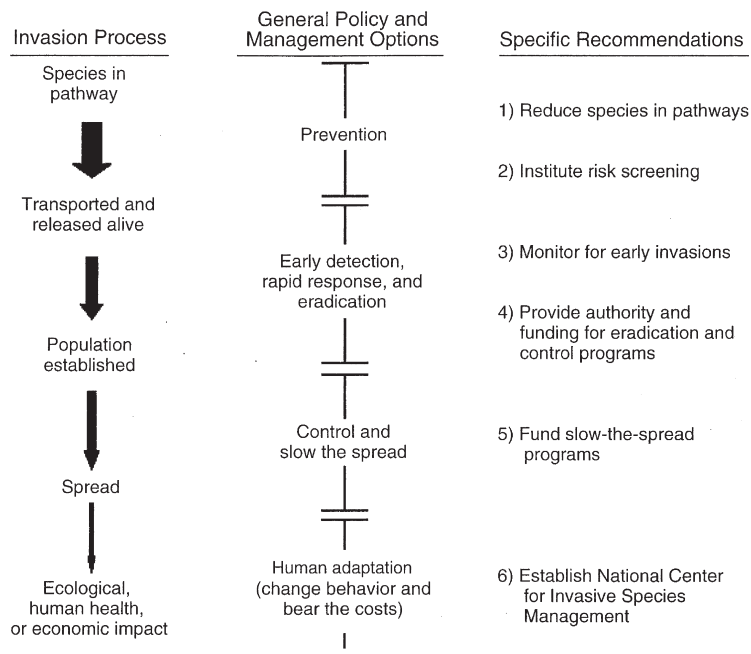 Invasion Process
Species in
pathway
Transported and
released alive
Population
established
Spread
Ecological,
human health,
or economic impact
General Policy and
Management Options
Prevention
Early detection,
rapid response, and
eradication
Control and
slow the spread
Human adaptation
(change behavior and
bear the costs)
Specific Recommendations
1) Reduce species in pathways
2) Institute risk screening
3) Monitor for early invasions
4) Provide authority and
funding for eradication and
control programs
5) Fund slow-the-spread
programs
6) Establish National Center
for Invasive Species
Management